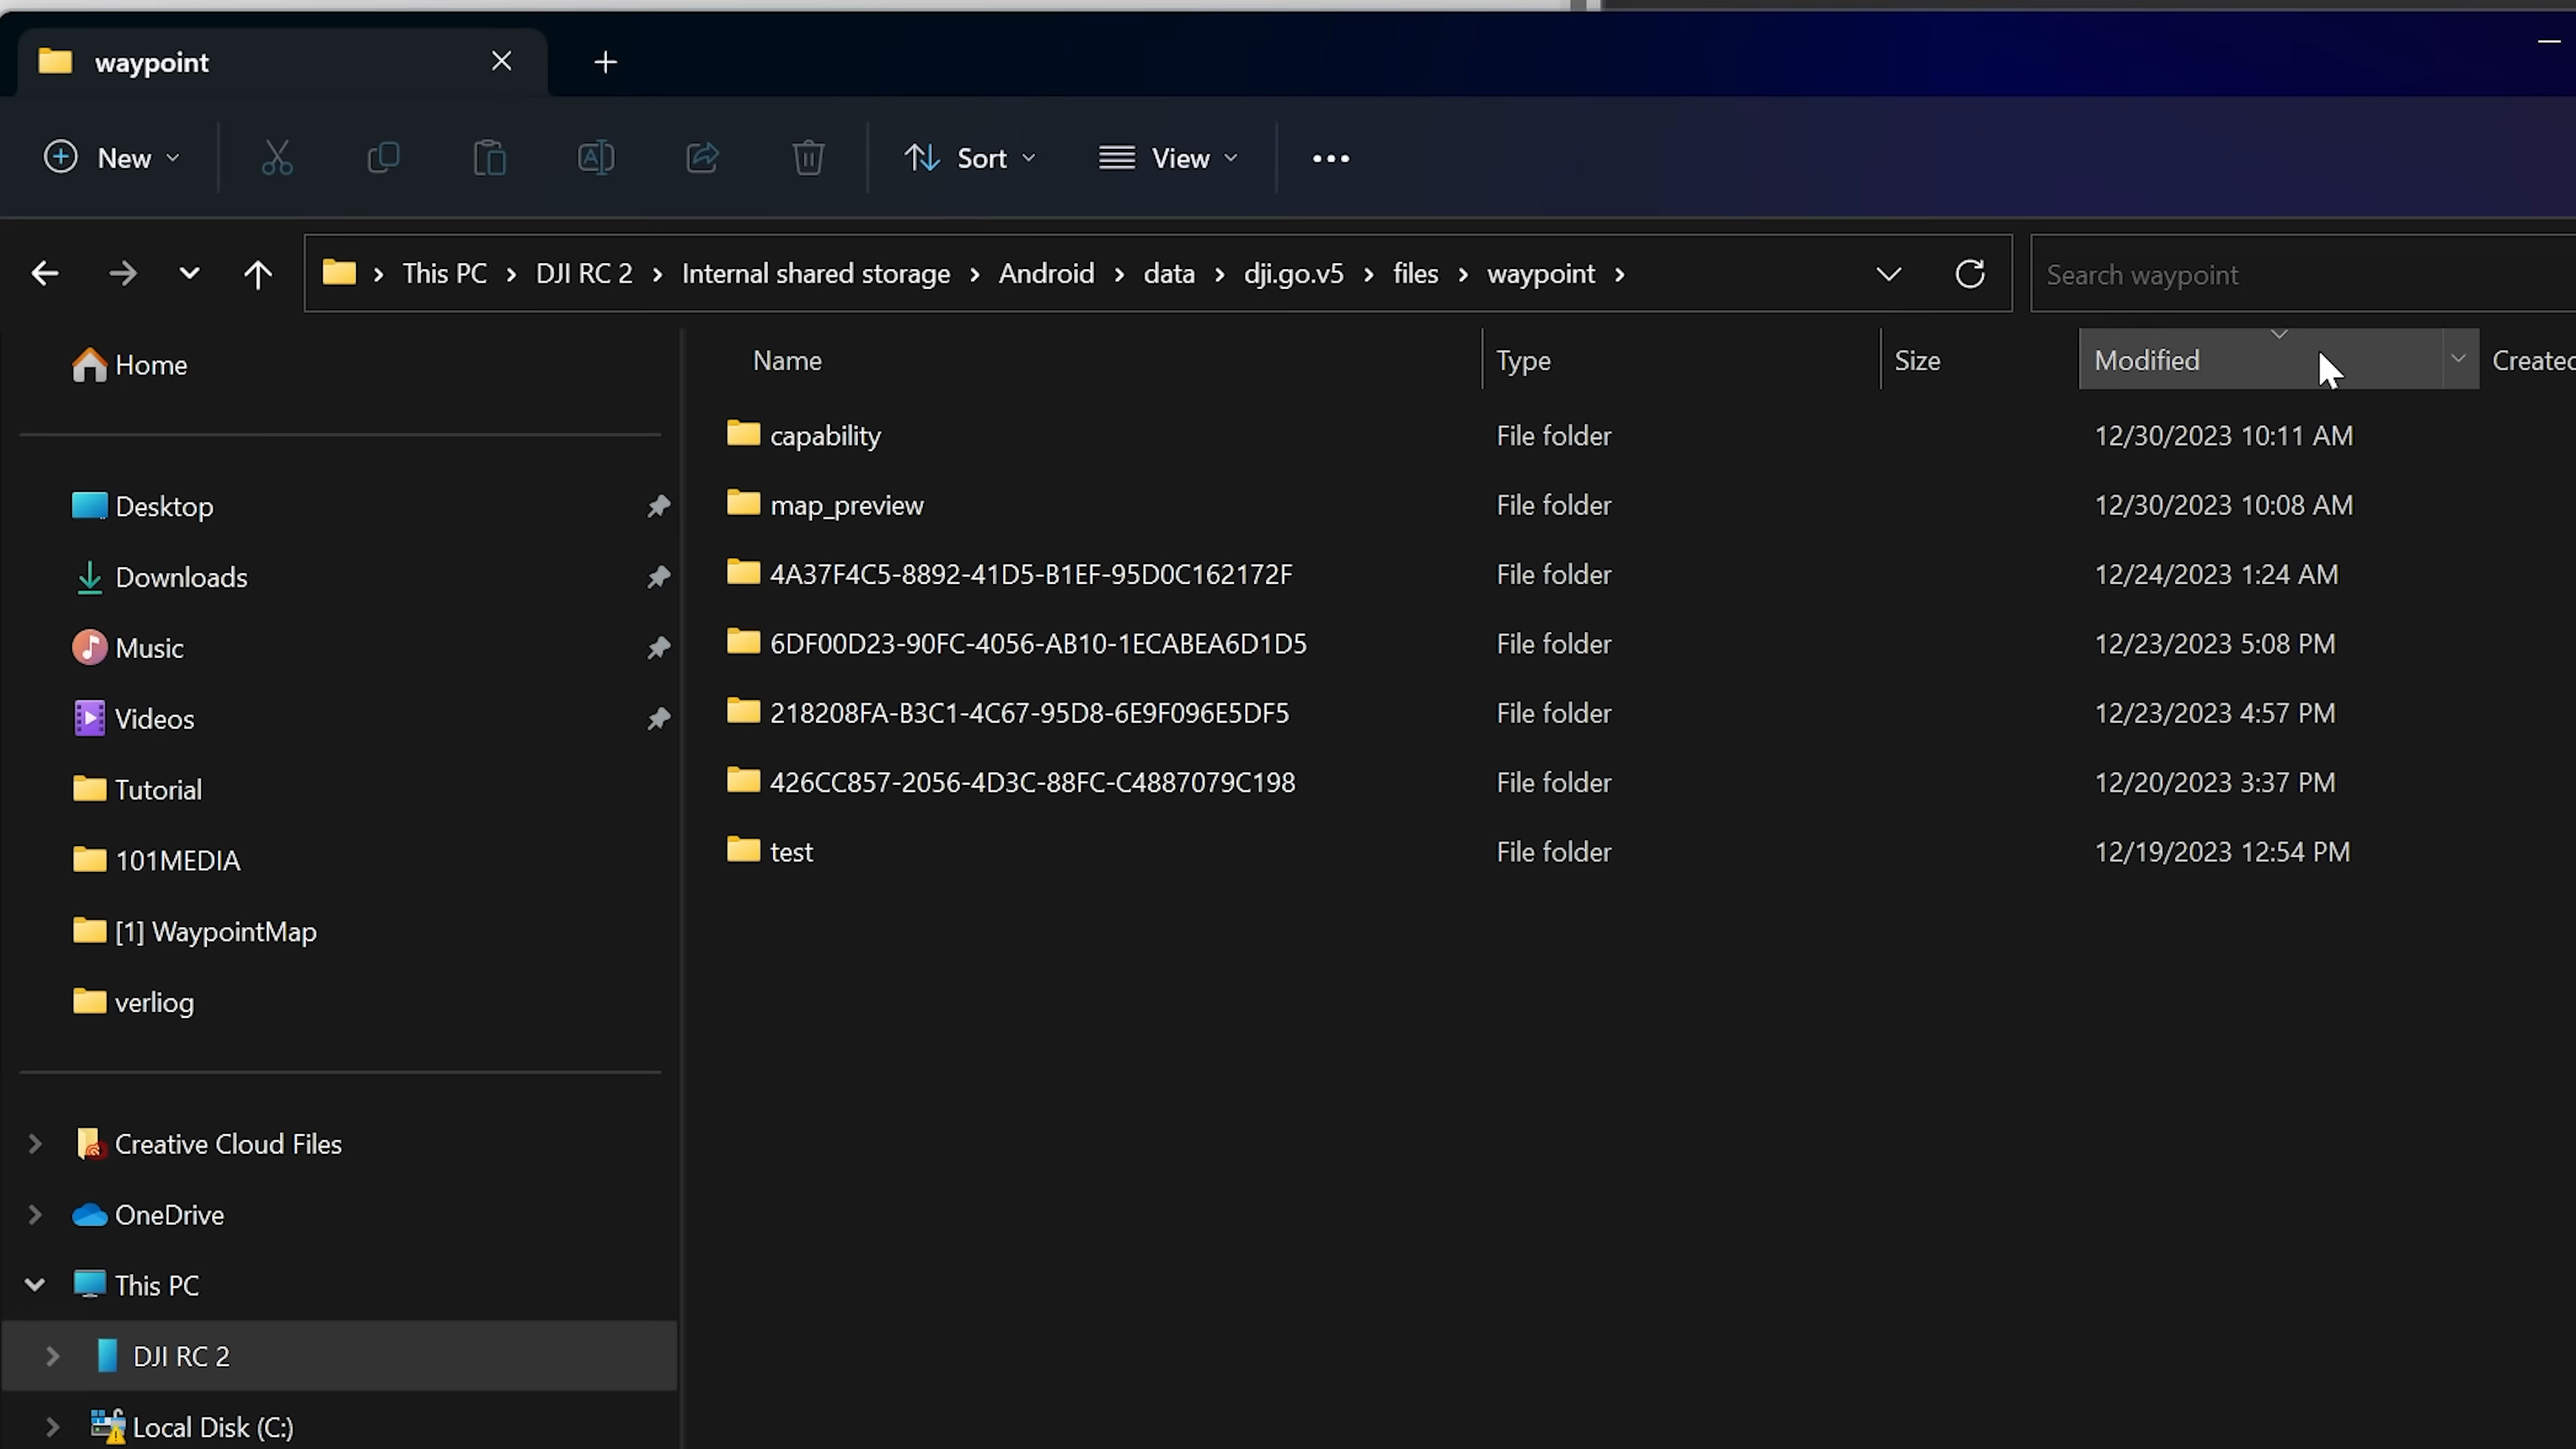 waypoint
New
Sort
View
This PC > DJI RC 2 > Internal shared storage > Android > data > dji.go.v5 > files > waypoint >
Search waypoint
Home
Desktop
Downloads
Music
Videos
Tutorial
101MEDIA
[1] WaypointMap
verliog
Creative Cloud Files
OneDrive
This PC
DJI RC 2
Local Disk (C:)
Name Type Size Modified Created
capability File folder 12/30/2023 10:11 AM
map_preview File folder 12/30/2023 10:08 AM
4A37F4C5-8892-41D5-B1EF-95D0C162172F File folder 12/24/2023 1:24 AM
6DF00D23-90FC-4056-AB10-1ECABEA6D1D5 File folder 12/23/2023 5:08 PM
218208FA-B3C1-4C67-95D8-6E9F096E5DF5 File folder 12/23/2023 4:57 PM
426CC857-2056-4D3C-88FC-C4887079C198 File folder 12/20/2023 3:37 PM
test File folder 12/19/2023 12:54 PM